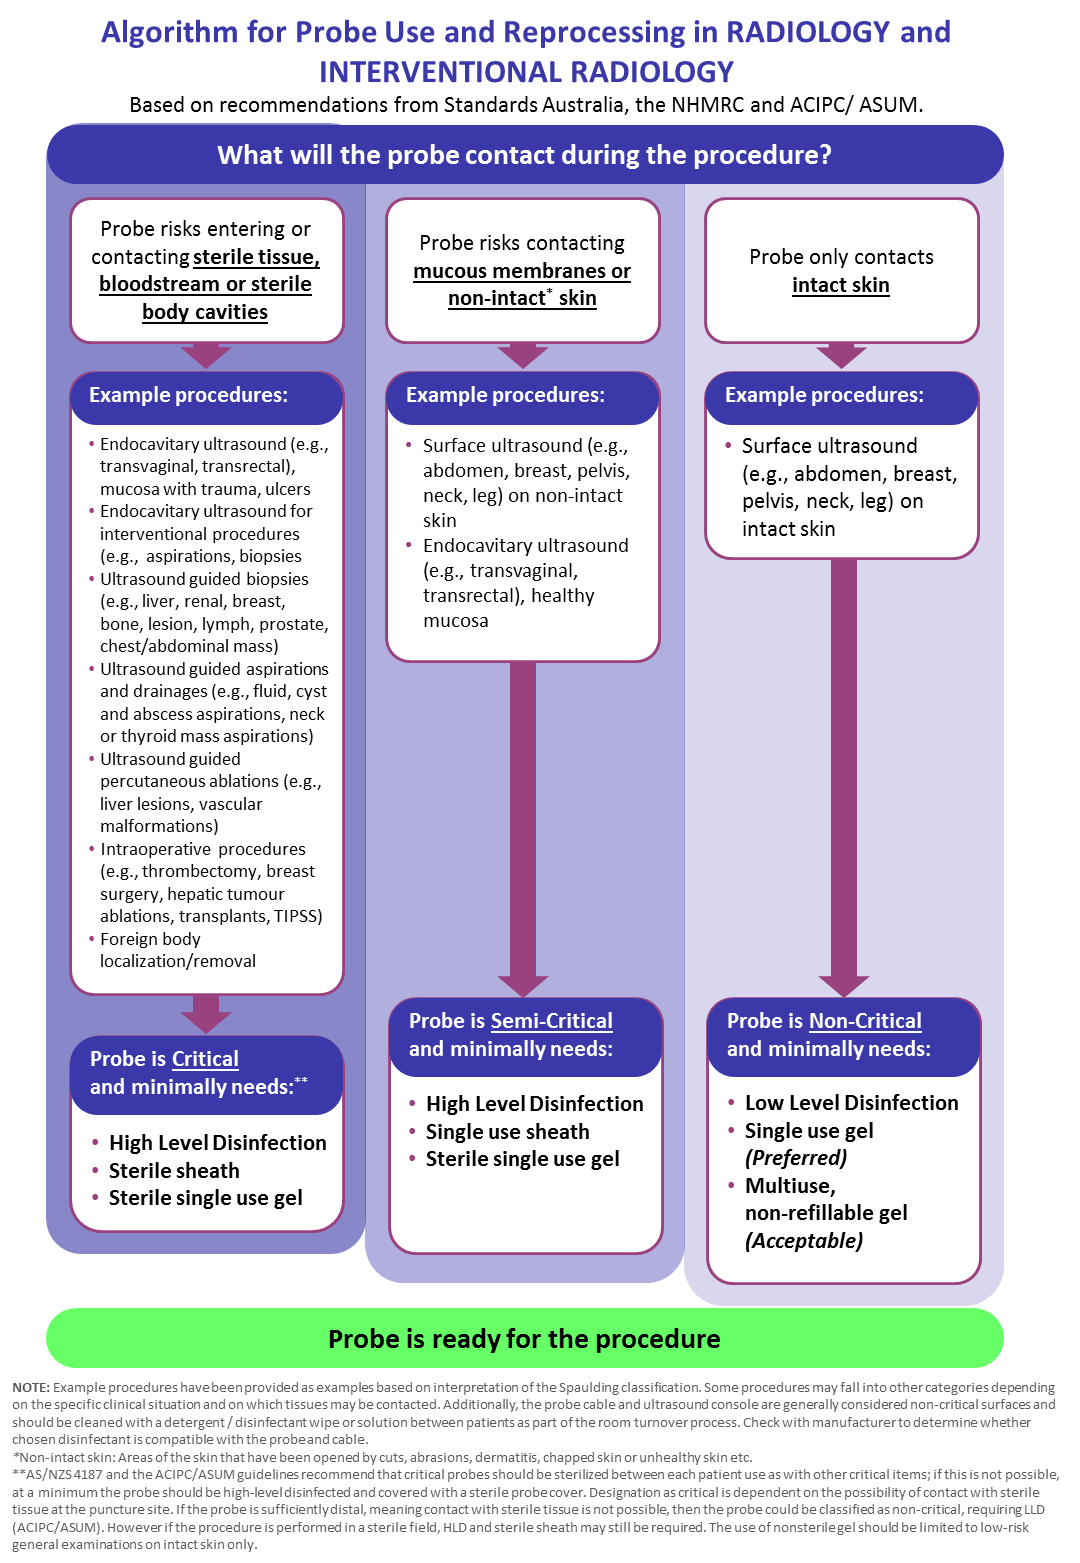 Algorithm for Probe Use and Reprocessing in RADIOLOGY and
INTERVENTIONAL RADIOLOGY
Based on recommendations from Standards Australia, the NHMRC and ACIPC/ ASUM.
What will the probe contact during the procedure?
Probe risks entering or
contacting sterile tissue,
bloodstream or sterile
body cavities
Example procedures:
• Endocavitary ultrasound (e.g.,
transvaginal, transrectal),
mucosa with trauma, ulcers
• Endocavitary ultrasound for
interventional procedures
(e.g., aspirations, biopsies
• Ultrasound guided biopsies
(e.g., liver, renal, breast,
bone, lesion, lymph, prostate,
chest/abdominal mass)
• Ultrasound guided aspirations
and drainages (e.g., fluid, cyst
and abscess aspirations, neck
or thyroid mass aspirations)
• Ultrasound guided
percutaneous ablations (e.g.,
liver lesions, vascular
malformations)
• Intraoperative procedures
(e.g., thrombectomy, breast
surgery, hepatic tumour
ablations, transplants, TIPSS)
• Foreign body
localization/removal
Probe is Critical
and minimally needs:**
• High Level Disinfection
• Sterile sheath
• Sterile single use gel
Probe risks contacting
mucous membranes or
non-intact* skin
Example procedures:
• Surface ultrasound (e.g.,
abdomen, breast, pelvis,
neck, leg) on non-intact
skin
• Endocavitary ultrasound
(e.g., transvaginal,
transrectal), healthy
mucosa
Probe is Semi-Critical
and minimally needs:
• High Level Disinfection
• Single use sheath
• Sterile single use gel
Probe only contacts
intact skin
Example procedures:
• Surface ultrasound
(e.g., abdomen, breast,
pelvis, neck, leg) on
intact skin
Probe is Non-Critical
and minimally needs:
• Low Level Disinfection
• Single use gel
(Preferred)
• Multiuse,
non-refillable gel
(Acceptable)
Probe is ready for the procedure
NOTE: Example procedures have been provided as examples based on interpretation of the Spaulding classification. Some procedures may fall into other categories depending
on the specific clinical situation and on which tissues may be contacted. Additionally, the probe cable and ultrasound console are generally considered non-critical surfaces and
should be cleaned with a detergent / disinfectant wipe or solution between patients as part of the room turnover process. Check with manufacturer to determine whether
chosen disinfectant is compatible with the probe and cable.
*Non-intact skin: Areas of the skin that have been opened by cuts, abrasions, dermatitis, chapped skin or unhealthy skin etc.
**AS/NZS 4187 and the ACIPC/ASUM guidelines recommend that critical probes should be sterilized between each patient use as with other critical items; if this is not possible,
at a minimum the probe should be high-level disinfected and covered with a sterile probe cover. Designation as critical is dependent on the possibility of contact with sterile
tissue at the puncture site. If the probe is sufficiently distal, meaning contact with sterile tissue is not possible, then the probe could be classified as non-critical, requiring LLD
(ACIPC/ASUM). However if the procedure is performed in a sterile field, HLD and sterile sheath may still be required. The use of nonsterile gel should be limited to low-risk
general examinations on intact skin only.